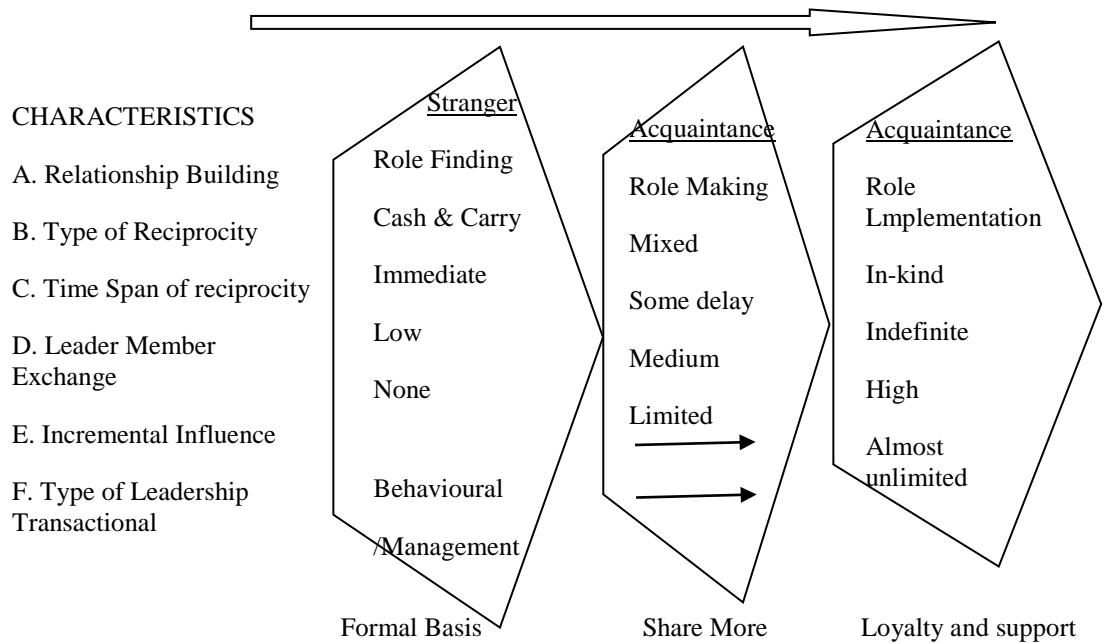 CHARACTERISTICS
A. Relationship Building
B. Type of Reciprocity
C. Time Span of reciprocity
D. Leader Member
Exchange
E. Incremental Influence
F. Type of Leadership
Transactional
Stranger
Role Finding
Cash & Carry
Immediate
Low
None
Behavioural
/Management
Formal Basis
Acquaintance
Role Making
Mixed
Some delay
Medium
Limited
Share More
Acquaintance
Role
Lmplementation
In-kind
Indefinite
High
Almost
unlimited
Loyalty and support